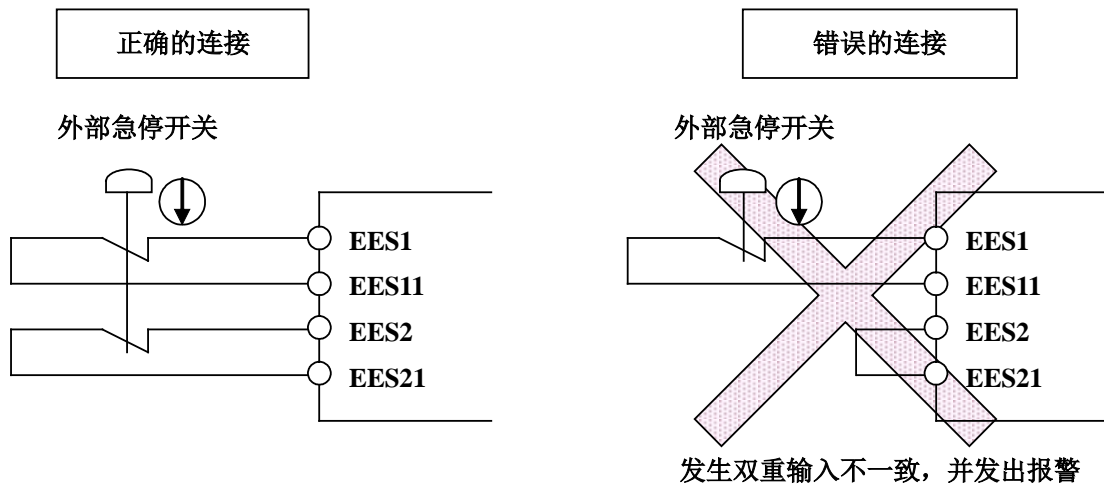 正确的连接
错误的连接
外部急停开关
外部急停开关
EES1
EES11
EES2
EES21
EES1
EES11
EES2
EES21
发生双重输入不一致，并发出报警